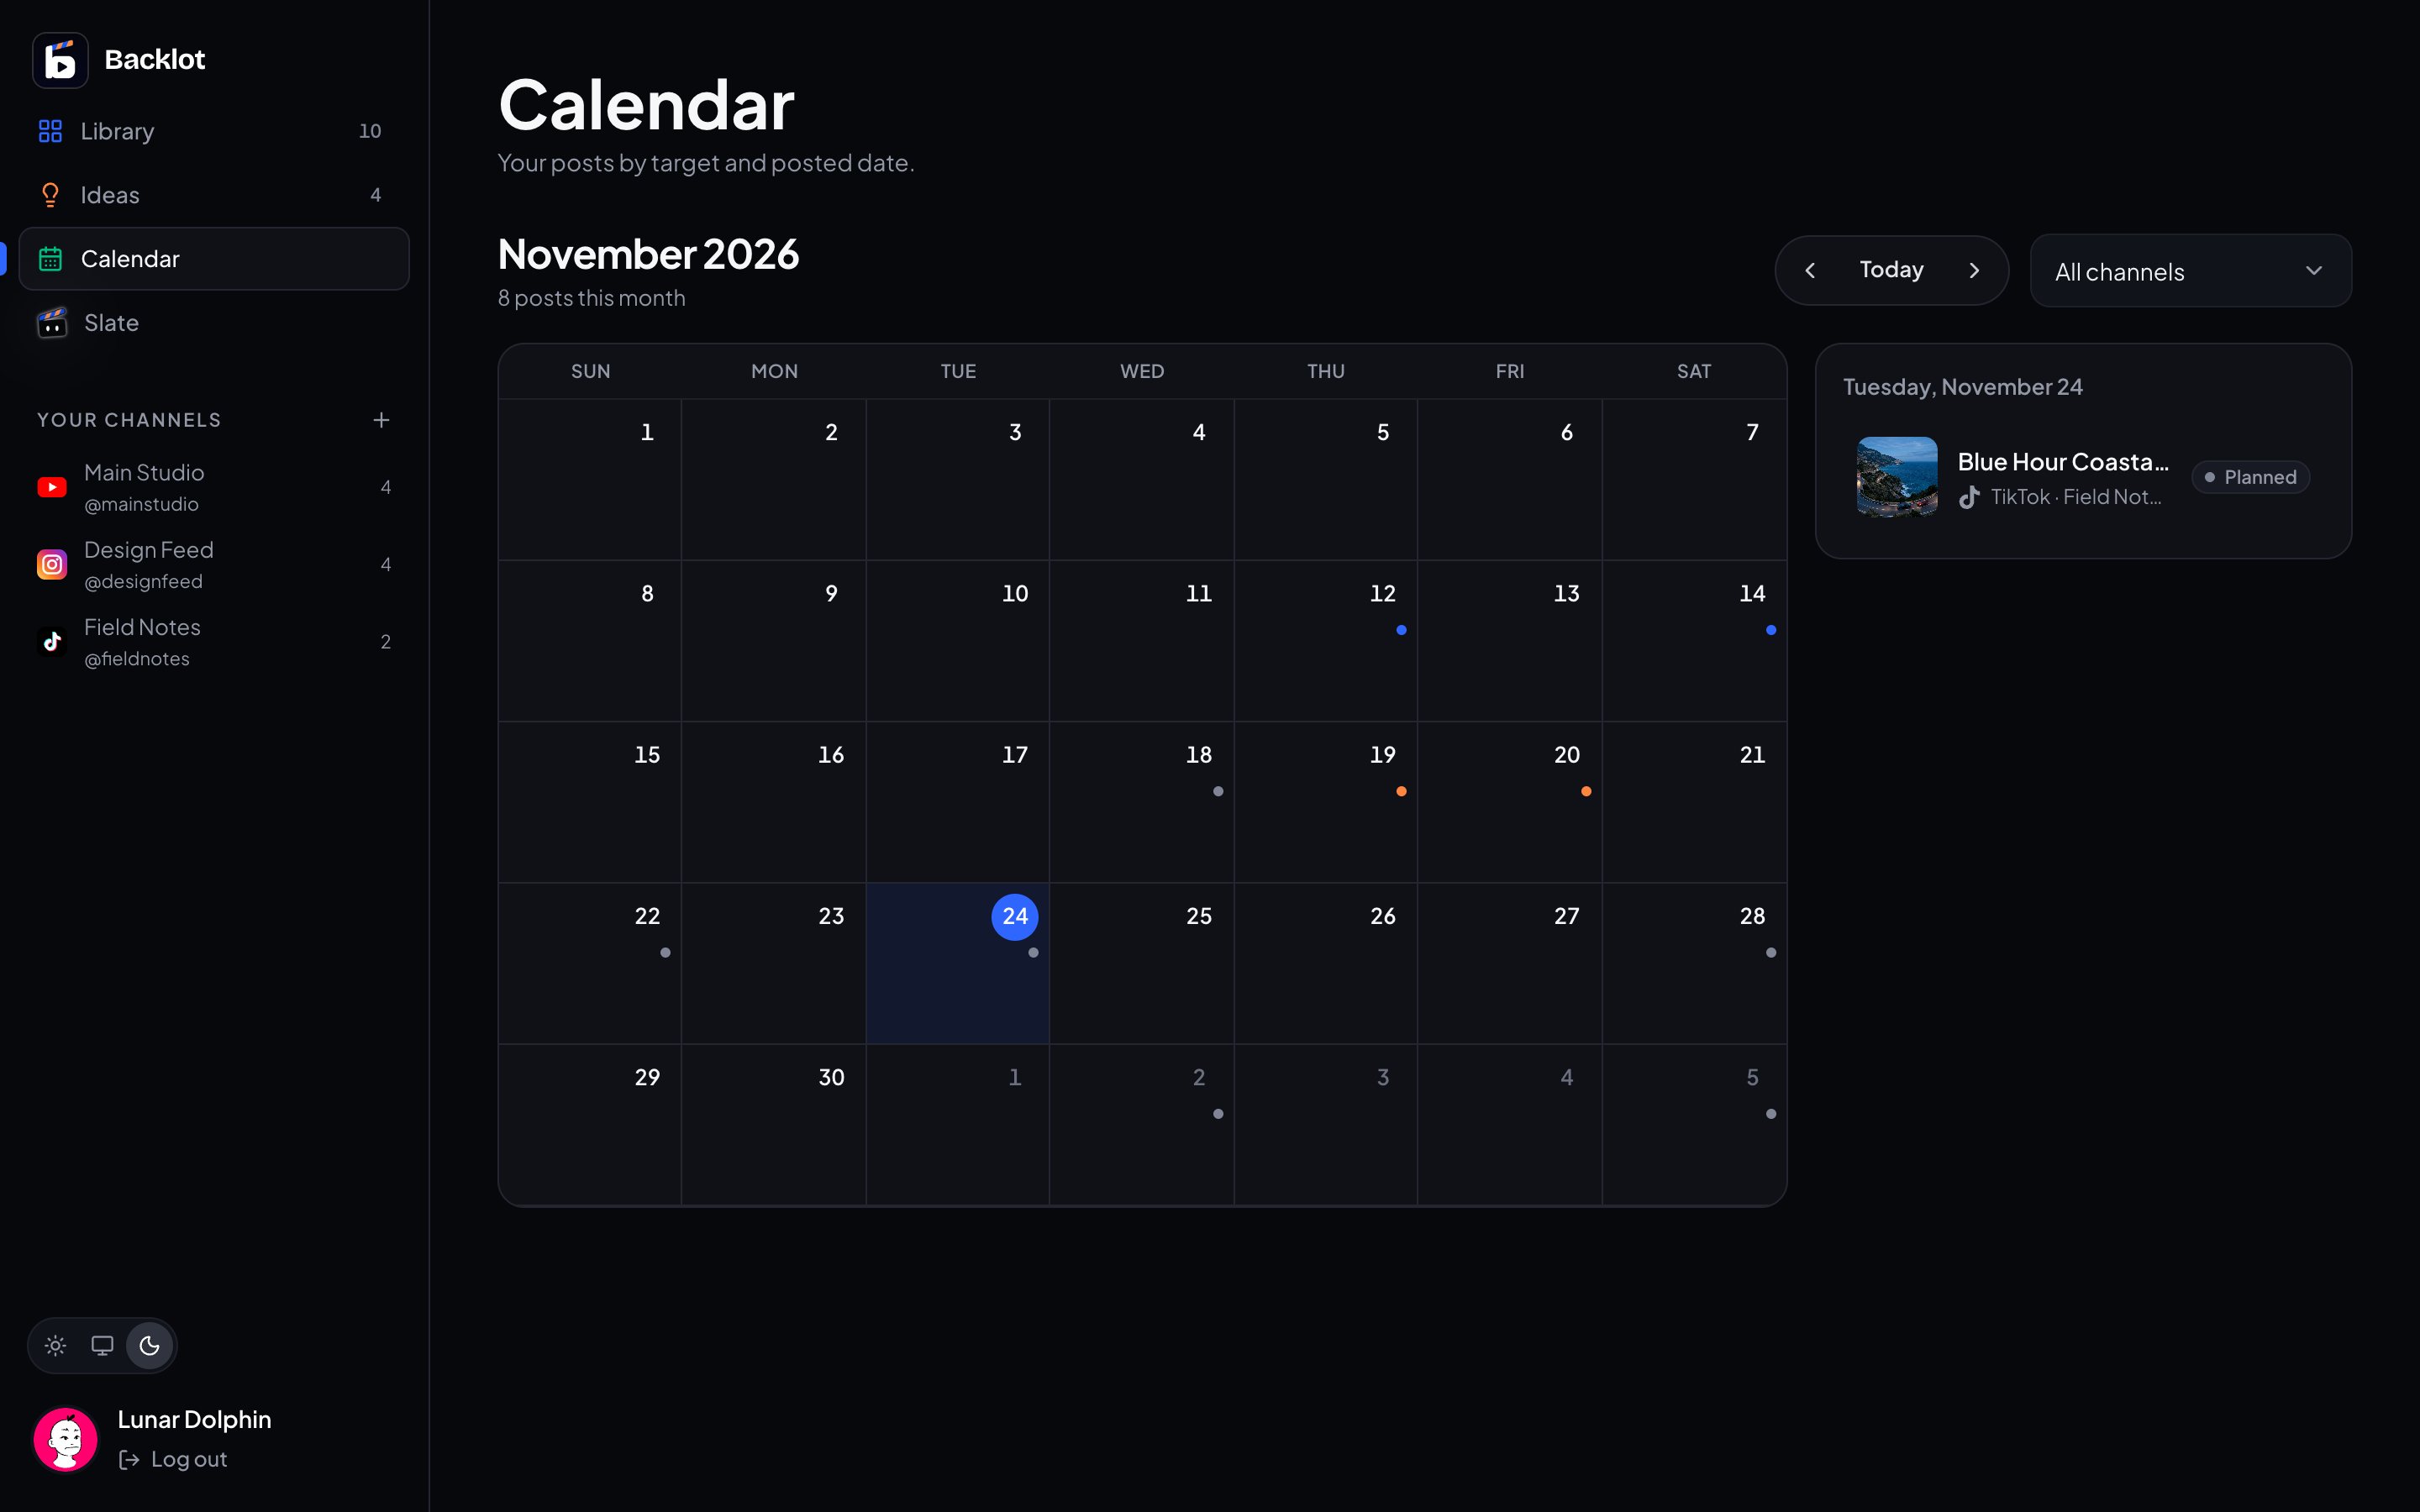 Backlot
Library 10
Ideas 4
Calendar
Slate
YOUR CHANNELS
Main Studio
@mainstudio
4
Design Feed
@designfeed
4
Field Notes
@fieldnotes
2
Lunar Dolphin
Log out
Calendar
Your posts by target and posted date.
November 2026
8 posts this month
Today
All channels
SUN MON TUE WED THU FRI SAT
1 2 3 4 5 6 7
8 9 10 11 12 13 14
15 16 17 18 19 20 21
22 23 24 25 26 27 28
29 30 1 2 3 4 5
Tuesday, November 24
Blue Hour Coasta...
TikTok · Field Not...
Planned